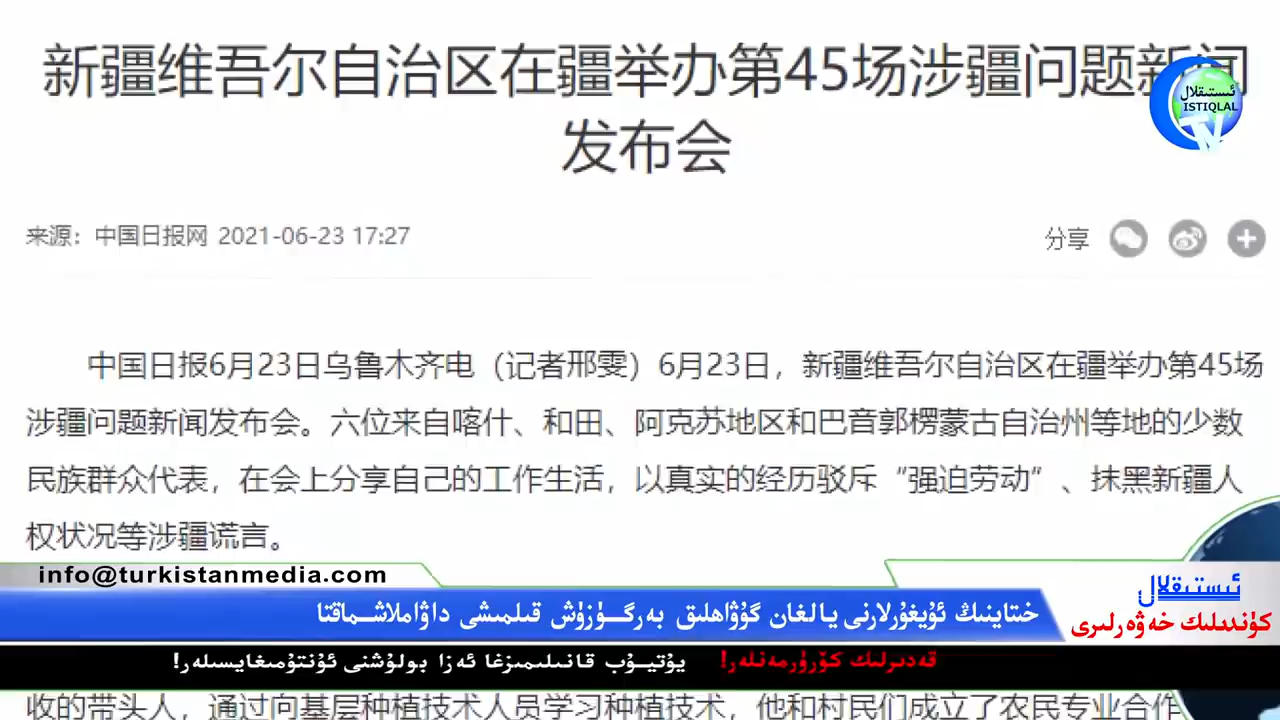 新疆维吾尔自治区在疆举办第45场涉疆问题新闻
发布会
ئىستىقلال
ISTIQLAL
TV
来源：中国日报网 2021-06-23 17:27
分享
中国日报6月23日乌鲁木齐电（记者邢雯）6月23日，新疆维吾尔自治区在疆举办第45场
涉疆问题新闻发布会。六位来自喀什、和田、阿克苏地区和巴音郭楞蒙古自治州等地的少数
民族群众代表，在会上分享自己的工作生活，以真实的经历驳斥“强迫劳动”、抹黑新疆人
权状况等涉疆谎言。
info@turkistanmedia.com
ئىستىقلال
كۈندىلىك خەۋەرلىرى
خىتاينىڭ ئۇيغۇرلارنى يالغان گۇۋاھلىق بەرگۈزۈش قىلمىشى داۋاملاشماقتا
قەدىرلىك كۆرۈرمەنلەر! يۇتيۇب قانىلىمىزغا ئەزا بولۇشنى ئۇنتۇمىغايسىلەر!
收的带头人，通过向基层种植技术人员学习种植技术，他和村民们成立了农民专业合作